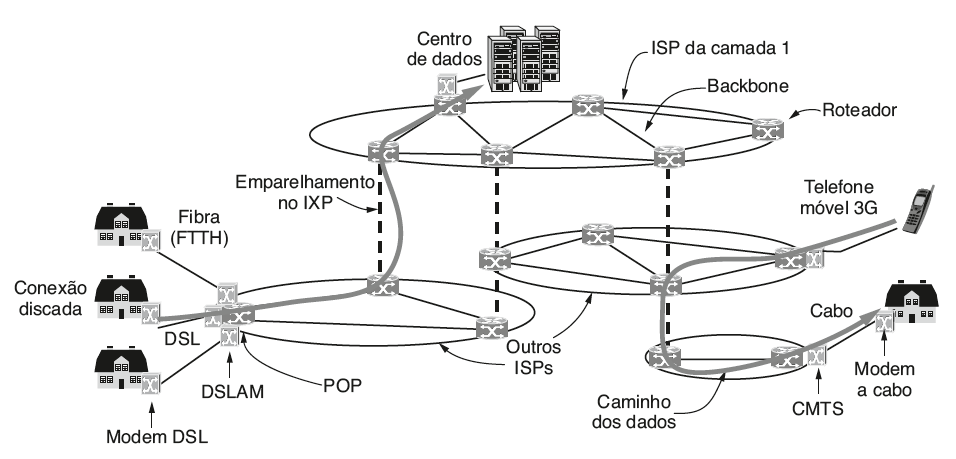 Centro
de dados
ISP da camada 1
Backbone
Roteador
Emparelhamento
no IXP
Telefone
móvel 3G
Fibra
(FTTH)
Conexão
discada
DSL
Cabo
Outros
ISPs
DSLAM
POP
Modem DSL
Caminho
dos dados
CMTS
Modem
a cabo